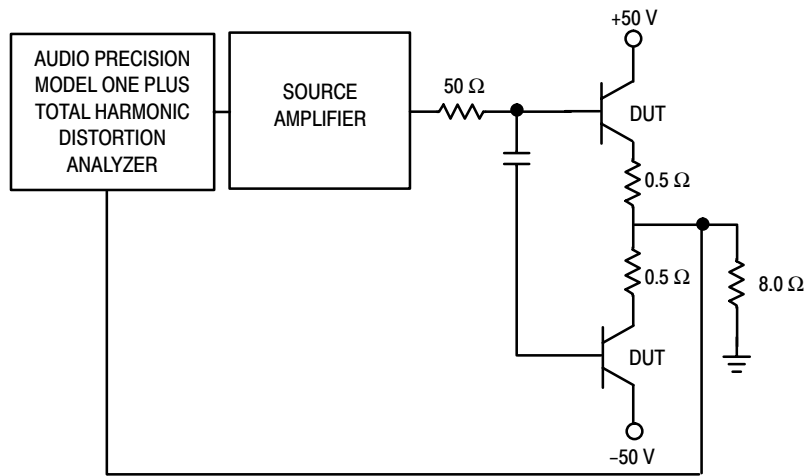 AUDIO PRECISION
MODEL ONE PLUS
TOTAL HARMONIC
DISTORTION
ANALYZER
SOURCE
AMPLIFIER
50 Ω
+50 V
DUT
0.5 Ω
0.5 Ω
8.0 Ω
DUT
−50 V